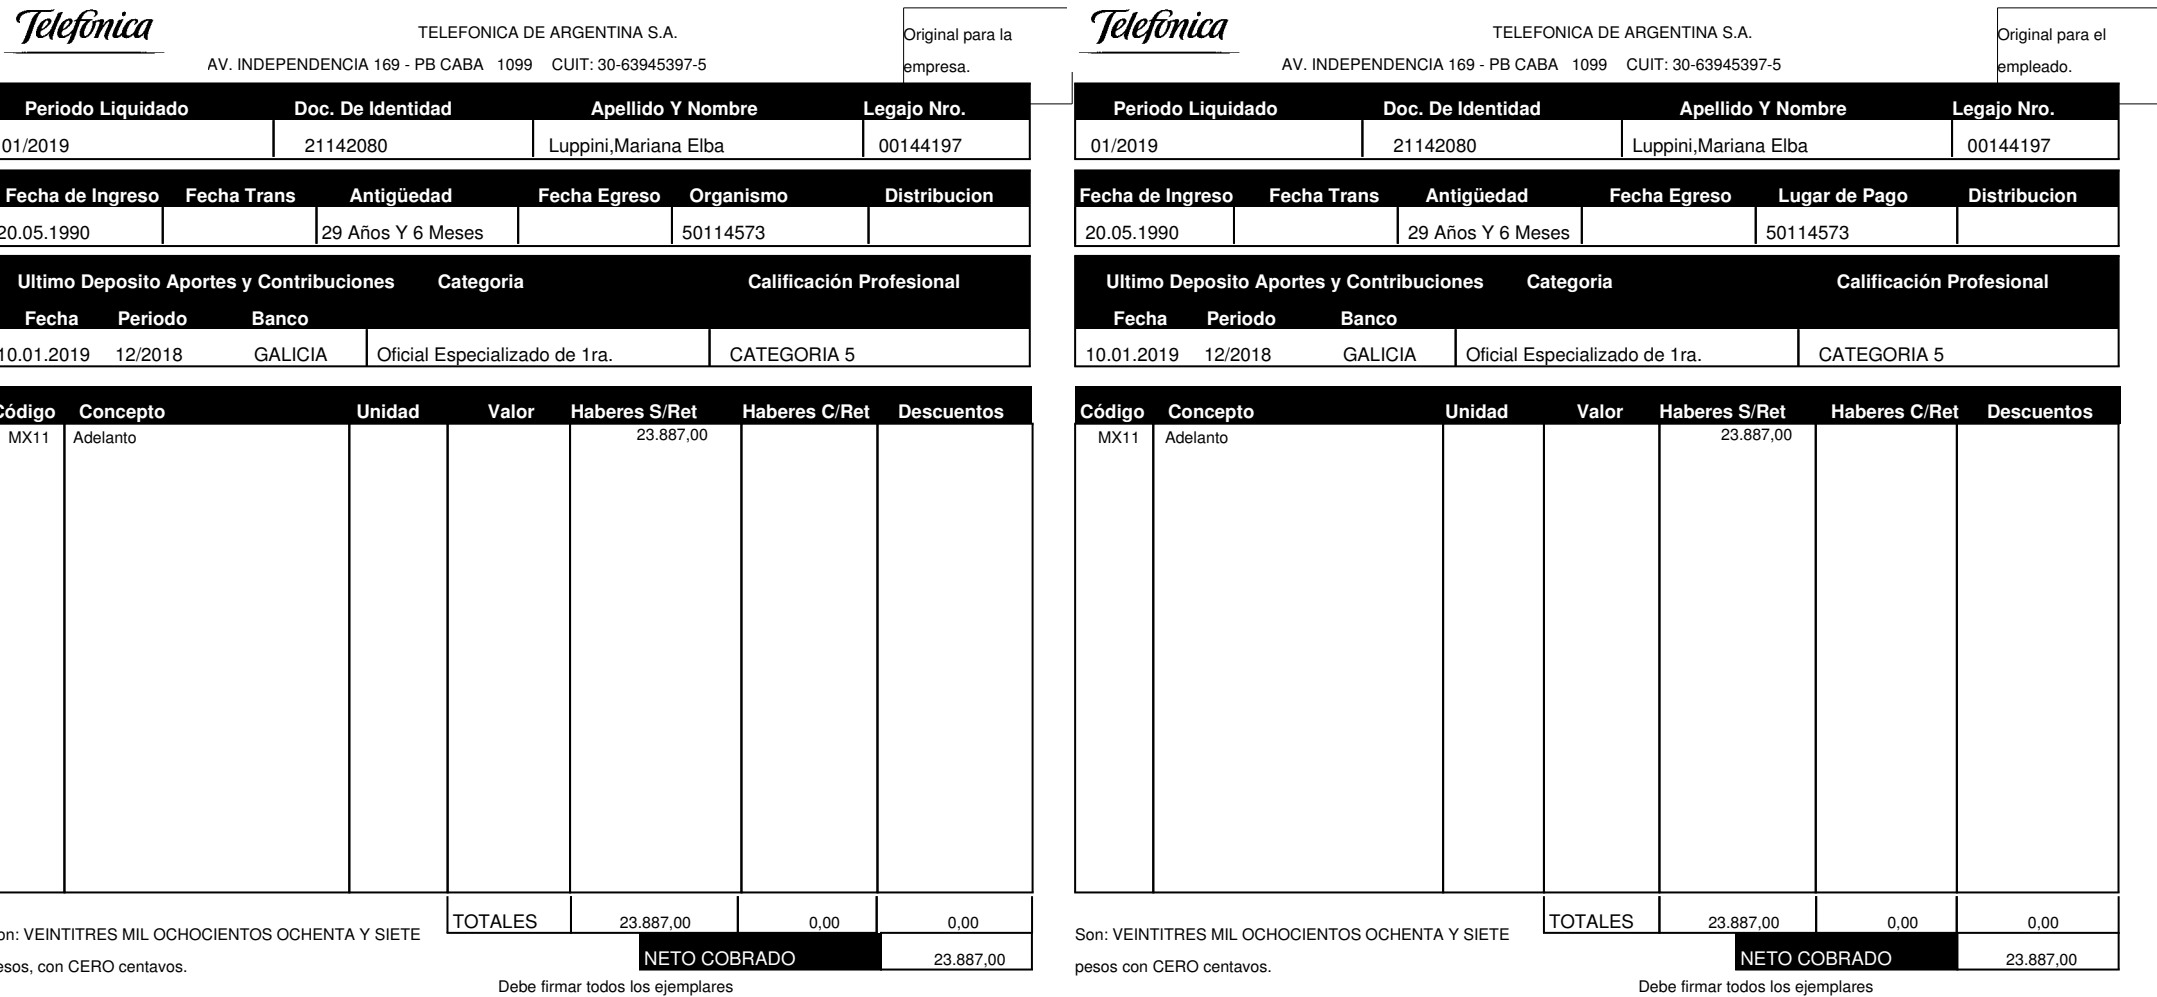 Telefónica
TELEFONICA DE ARGENTINA S.A.
Original para la
AV. INDEPENDENCIA 169 - PB CABA 1099 CUIT: 30-63945397-5
empresa.
Periodo Liquidado Doc. De Identidad Apellido Y Nombre Legajo Nro.
01/2019 21142080 Luppini,Mariana Elba 00144197
Fecha de Ingreso Fecha Trans Antigüedad Fecha Egreso Organismo Distribucion
20.05.1990 29 Años Y 6 Meses 50114573
Ultimo Deposito Aportes y Contribuciones Categoria Calificación Profesional
Fecha Periodo Banco
10.01.2019 12/2018 GALICIA Oficial Especializado de 1ra. CATEGORIA 5
Código Concepto Unidad Valor Haberes S/Ret Haberes C/Ret Descuentos
MX11 Adelanto 23.887,00
TOTALES 23.887,00 0,00 0,00
on: VEINTITRES MIL OCHOCIENTOS OCHENTA Y SIETE
NETO COBRADO 23.887,00
esos, con CERO centavos.
Debe firmar todos los ejemplares
Telefónica
TELEFONICA DE ARGENTINA S.A.
Original para el
AV. INDEPENDENCIA 169 - PB CABA 1099 CUIT: 30-63945397-5
empleado.
Periodo Liquidado Doc. De Identidad Apellido Y Nombre Legajo Nro.
01/2019 21142080 Luppini,Mariana Elba 00144197
Fecha de Ingreso Fecha Trans Antigüedad Fecha Egreso Lugar de Pago Distribucion
20.05.1990 29 Años Y 6 Meses 50114573
Ultimo Deposito Aportes y Contribuciones Categoria Calificación Profesional
Fecha Periodo Banco
10.01.2019 12/2018 GALICIA Oficial Especializado de 1ra. CATEGORIA 5
Código Concepto Unidad Valor Haberes S/Ret Haberes C/Ret Descuentos
MX11 Adelanto 23.887,00
TOTALES 23.887,00 0,00 0,00
Son: VEINTITRES MIL OCHOCIENTOS OCHENTA Y SIETE
NETO COBRADO 23.887,00
pesos con CERO centavos.
Debe firmar todos los ejemplares